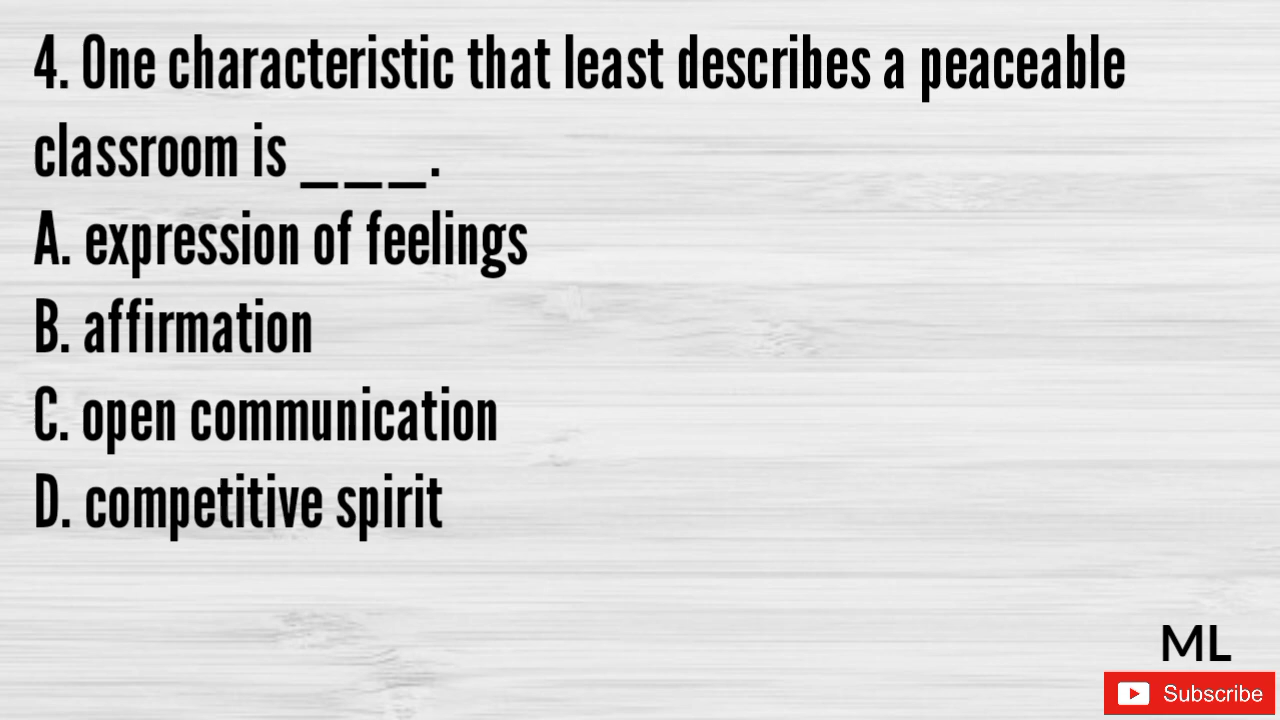 4. One characteristic that least describes a peaceable
classroom is ___.
A. expression of feelings
B. affirmation
C. open communication
D. competitive spirit
ML
Subscribe